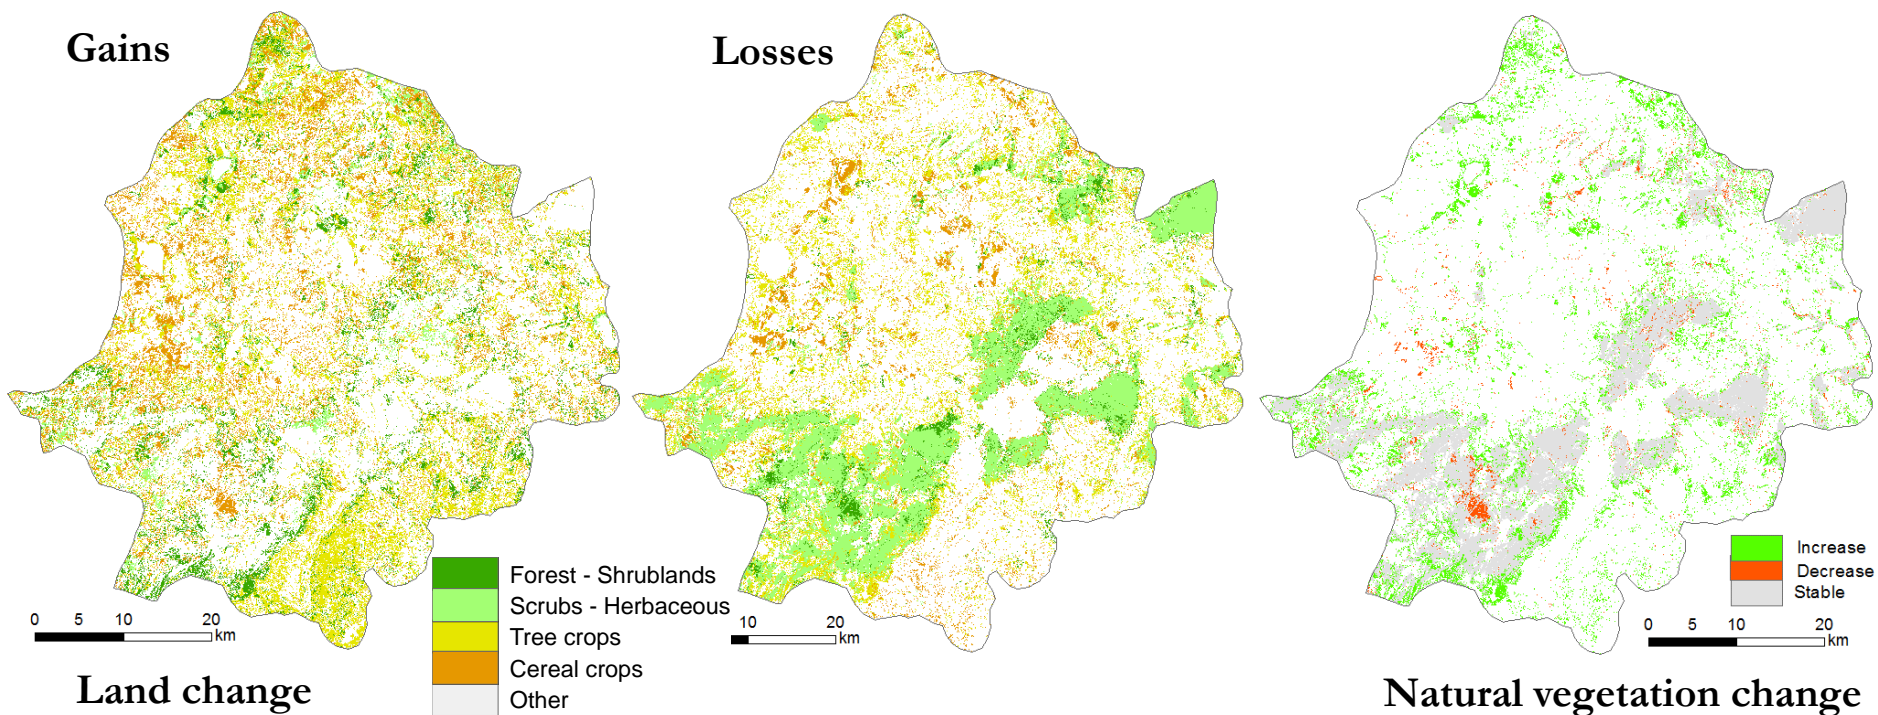 Gains
Losses
Forest - Shrublands
Scrubs - Herbaceous
Tree crops
Cereal crops
Other
Increase
Decrease
Stable
0 5 10 20
km
10 20
km
0 5 10 20
km
Land change
Natural vegetation change